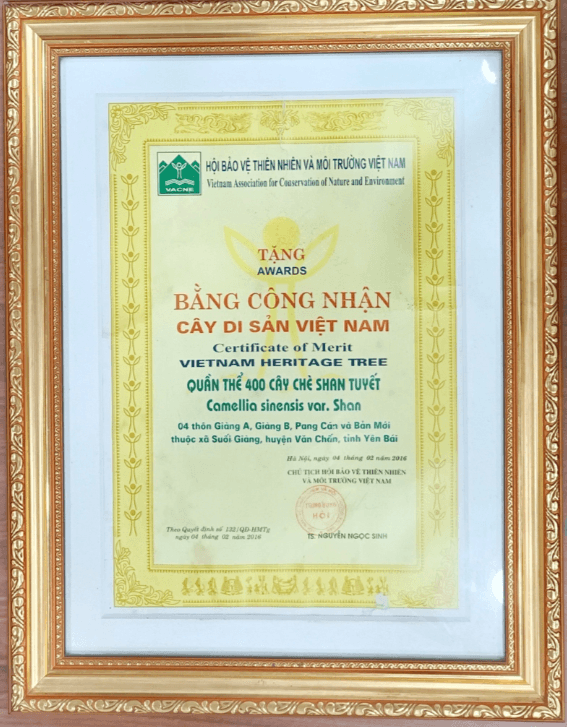 HỘI BẢO VỆ THIÊN NHIÊN VÀ MÔI TRƯỜNG VIỆT NAM
Vietnam Association for Conservation of Nature and Environment
VACNE
TẶNG
AWARDS
BẰNG CÔNG NHẬN
CÂY DI SẢN VIỆT NAM
Certificate of Merit
VIETNAM HERITAGE TREE
QUẦN THỂ 400 CÂY CHÈ SHAN TUYẾT
Camellia sinensis var. Shan
04 thôn Giàng A, Giàng B, Pang Cán và Bản Mới
thuộc xã Suối Giàng, huyện Văn Chấn, tỉnh Yên Bái
Hà Nội, ngày 04 tháng 02 năm 2016
CHỦ TỊCH HỘI BẢO VỆ THIÊN NHIÊN
VÀ MÔI TRƯỜNG VIỆT NAM
HỘI
Theo Quyết định số 132/QĐ-HMTg
ngày 04 tháng 02 năm 2016
TS. NGUYỄN NGỌC SINH